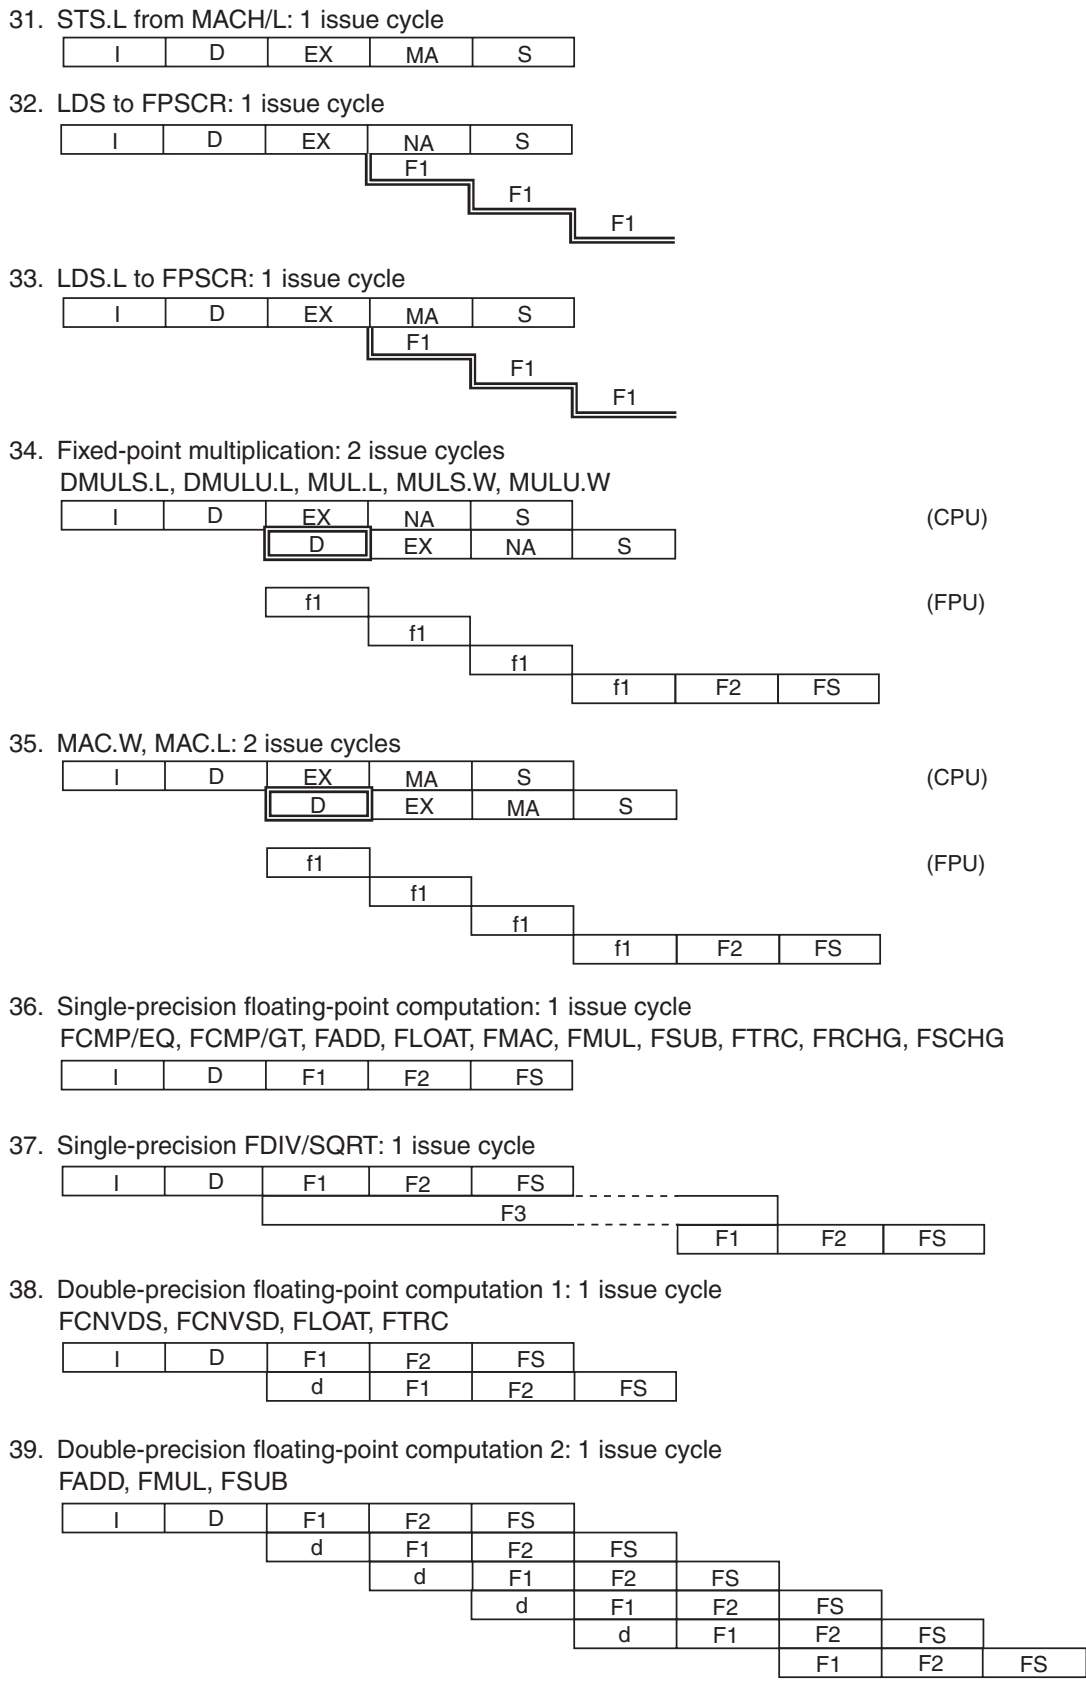 31. STS.L from MACH/L: 1 issue cycle
I D EX MA S
32. LDS to FPSCR: 1 issue cycle
I D EX NA S
F1
F1
F1
33. LDS.L to FPSCR: 1 issue cycle
I D EX MA S
F1
F1
F1
34. Fixed-point multiplication: 2 issue cycles
DMULS.L, DMULU.L, MUL.L, MULS.W, MULU.W
I D EX NA S (CPU)
D EX NA S
f1 (FPU)
f1
f1
f1 F2 FS
35. MAC.W, MAC.L: 2 issue cycles
I D EX MA S (CPU)
D EX MA S
f1 (FPU)
f1
f1
f1 F2 FS
36. Single-precision floating-point computation: 1 issue cycle
FCMP/EQ, FCMP/GT, FADD, FLOAT, FMAC, FMUL, FSUB, FTRC, FRCHG, FSCHG
I D F1 F2 FS
37. Single-precision FDIV/SQRT: 1 issue cycle
I D F1 F2 FS
F3
F1 F2 FS
38. Double-precision floating-point computation 1: 1 issue cycle
FCNVDS, FCNVSD, FLOAT, FTRC
I D F1 F2 FS
d F1 F2 FS
39. Double-precision floating-point computation 2: 1 issue cycle
FADD, FMUL, FSUB
I D F1 F2 FS
d F1 F2 FS
d F1 F2 FS
d F1 F2 FS
d F1 F2 FS
F1 F2 FS